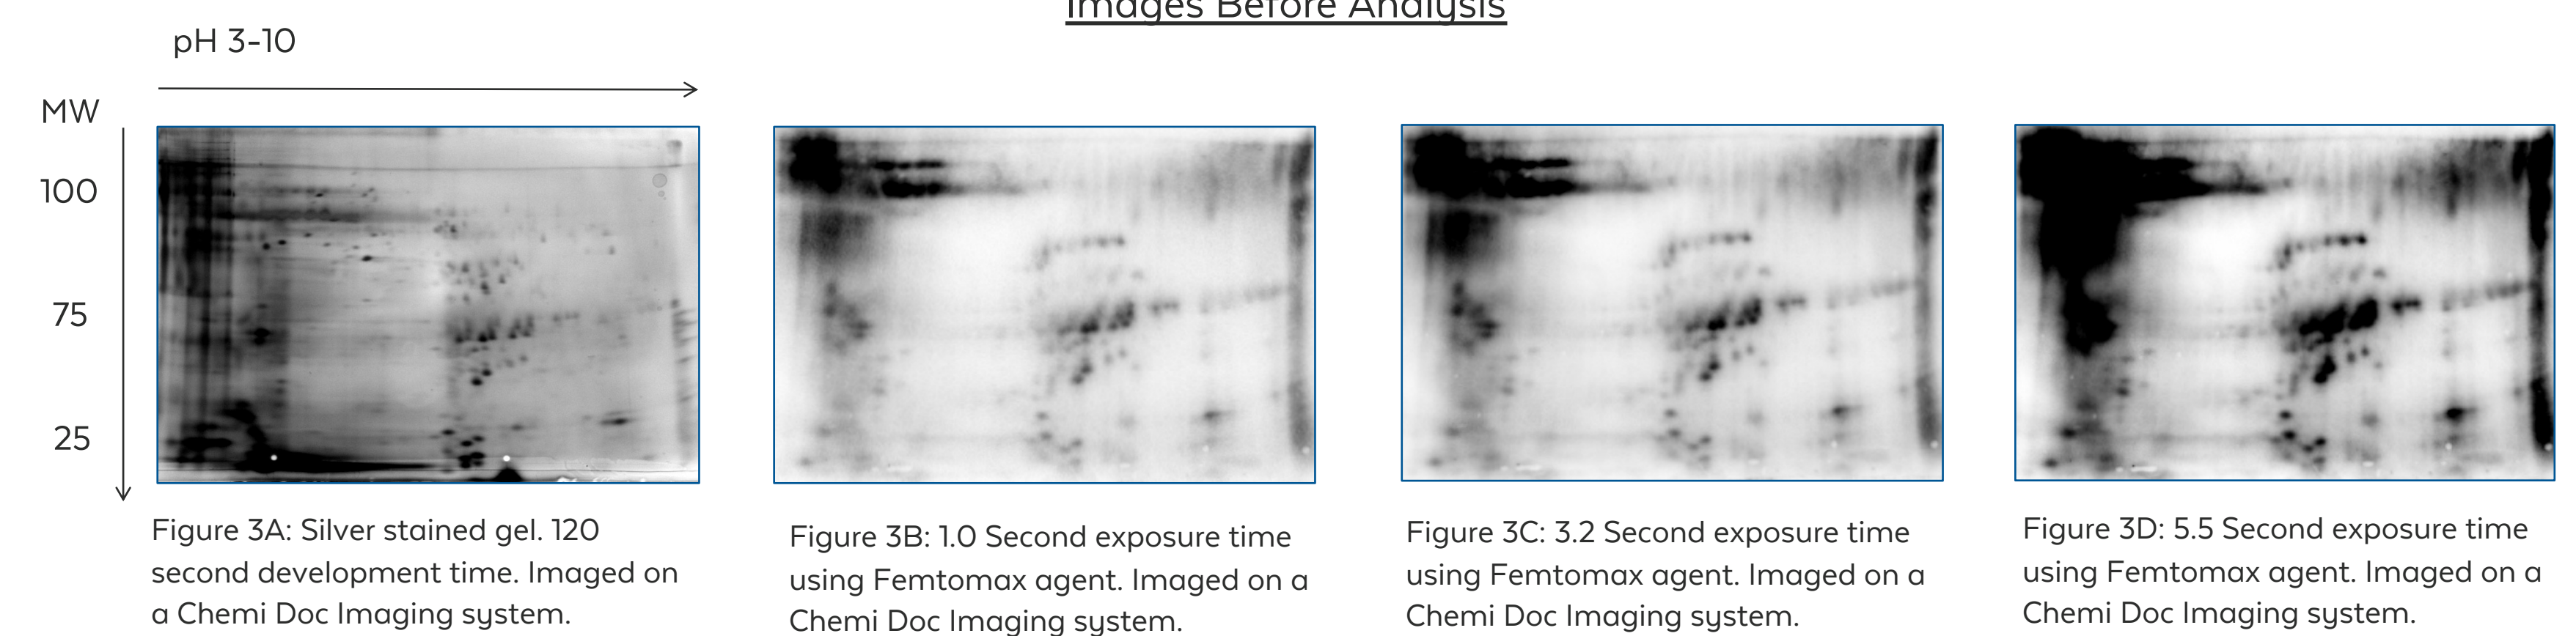 Images Before Analysis
pH 3-10
MW
100
75
25
Figure 3A: Silver stained gel. 120
second development time. Imaged on
a Chemi Doc Imaging system.
Figure 3B: 1.0 Second exposure time
using Femtomax agent. Imaged on a
Chemi Doc Imaging system.
Figure 3C: 3.2 Second exposure time
using Femtomax agent. Imaged on a
Chemi Doc Imaging system.
Figure 3D: 5.5 Second exposure time
using Femtomax agent. Imaged on a
Chemi Doc Imaging system.